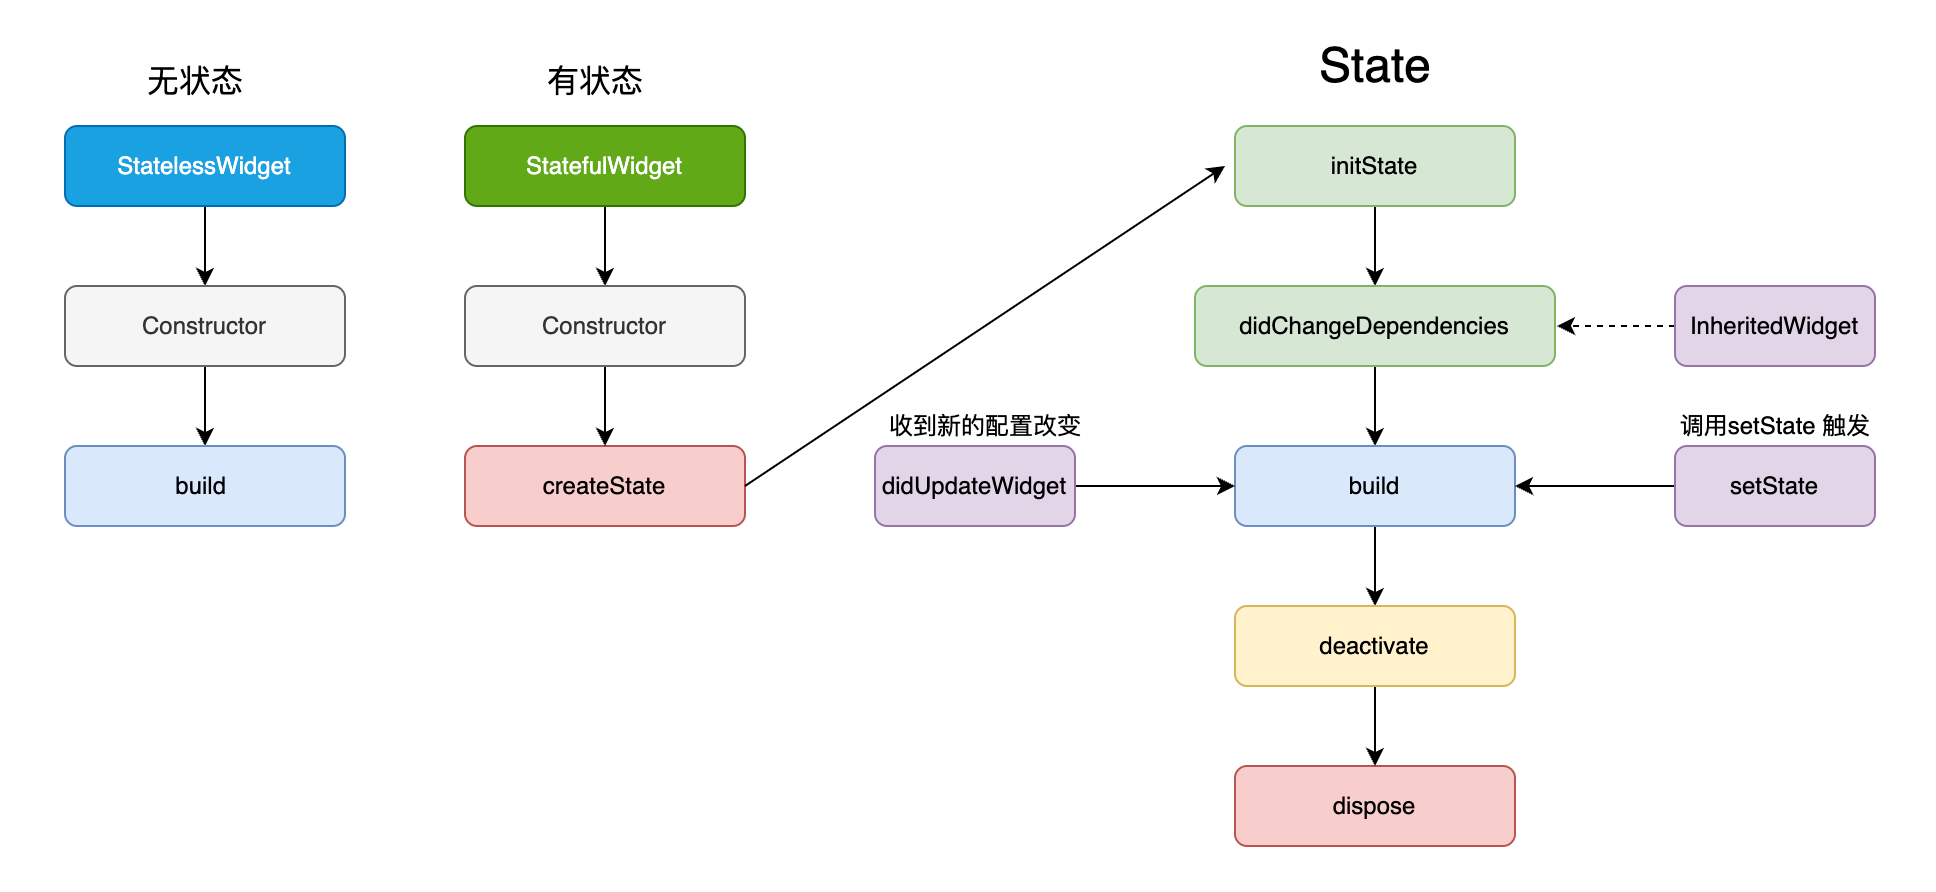 无状态
有状态
State
StatelessWidget
StatefulWidget
initState
Constructor
Constructor
didChangeDependencies
InheritedWidget
收到新的配置改变
调用setState 触发
build
createState
didUpdateWidget
build
setState
deactivate
dispose